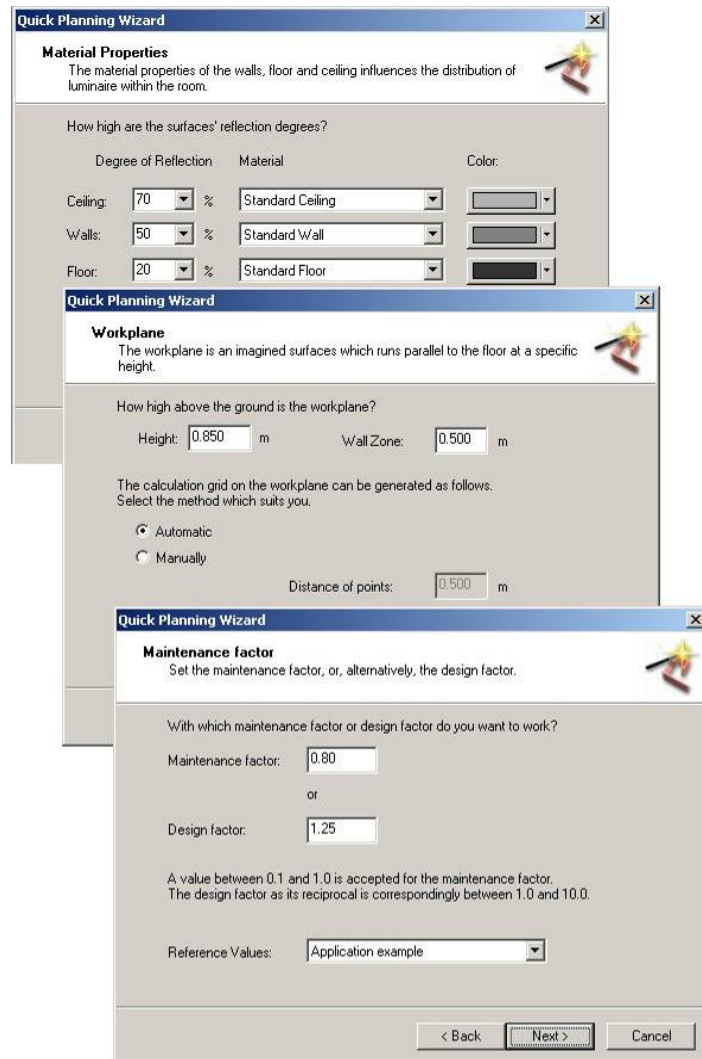 Quick Planning Wizard
Material Properties
The material properties of the walls, floor and ceiling influences the distribution of
luminaire within the room.
How high are the surfaces' reflection degrees?
Degree of Reflection Material Color:
Ceiling: 70 % Standard Ceiling
Walls: 50 % Standard Wall
Floor: 20 % Standard Floor
Quick Planning Wizard
Workplane
The workplane is an imagined surfaces which runs parallel to the floor at a specific
height.
How high above the ground is the workplane?
Height: 0.850 m Wall Zone: 0.500 m
The calculation grid on the workplane can be generated as follows.
Select the method which suits you.
Automatic
Manually
Distance of points: 0.500 m
Quick Planning Wizard
Maintenance factor
Set the maintenance factor, or, alternatively, the design factor.
With which maintenance factor or design factor do you want to work?
Maintenance factor: 0.80
or
Design factor: 1.25
A value between 0.1 and 1.0 is accepted for the maintenance factor.
The design factor as its reciprocal is correspondingly between 1.0 and 10.0.
Reference Values: Application example
< Back Next > Cancel